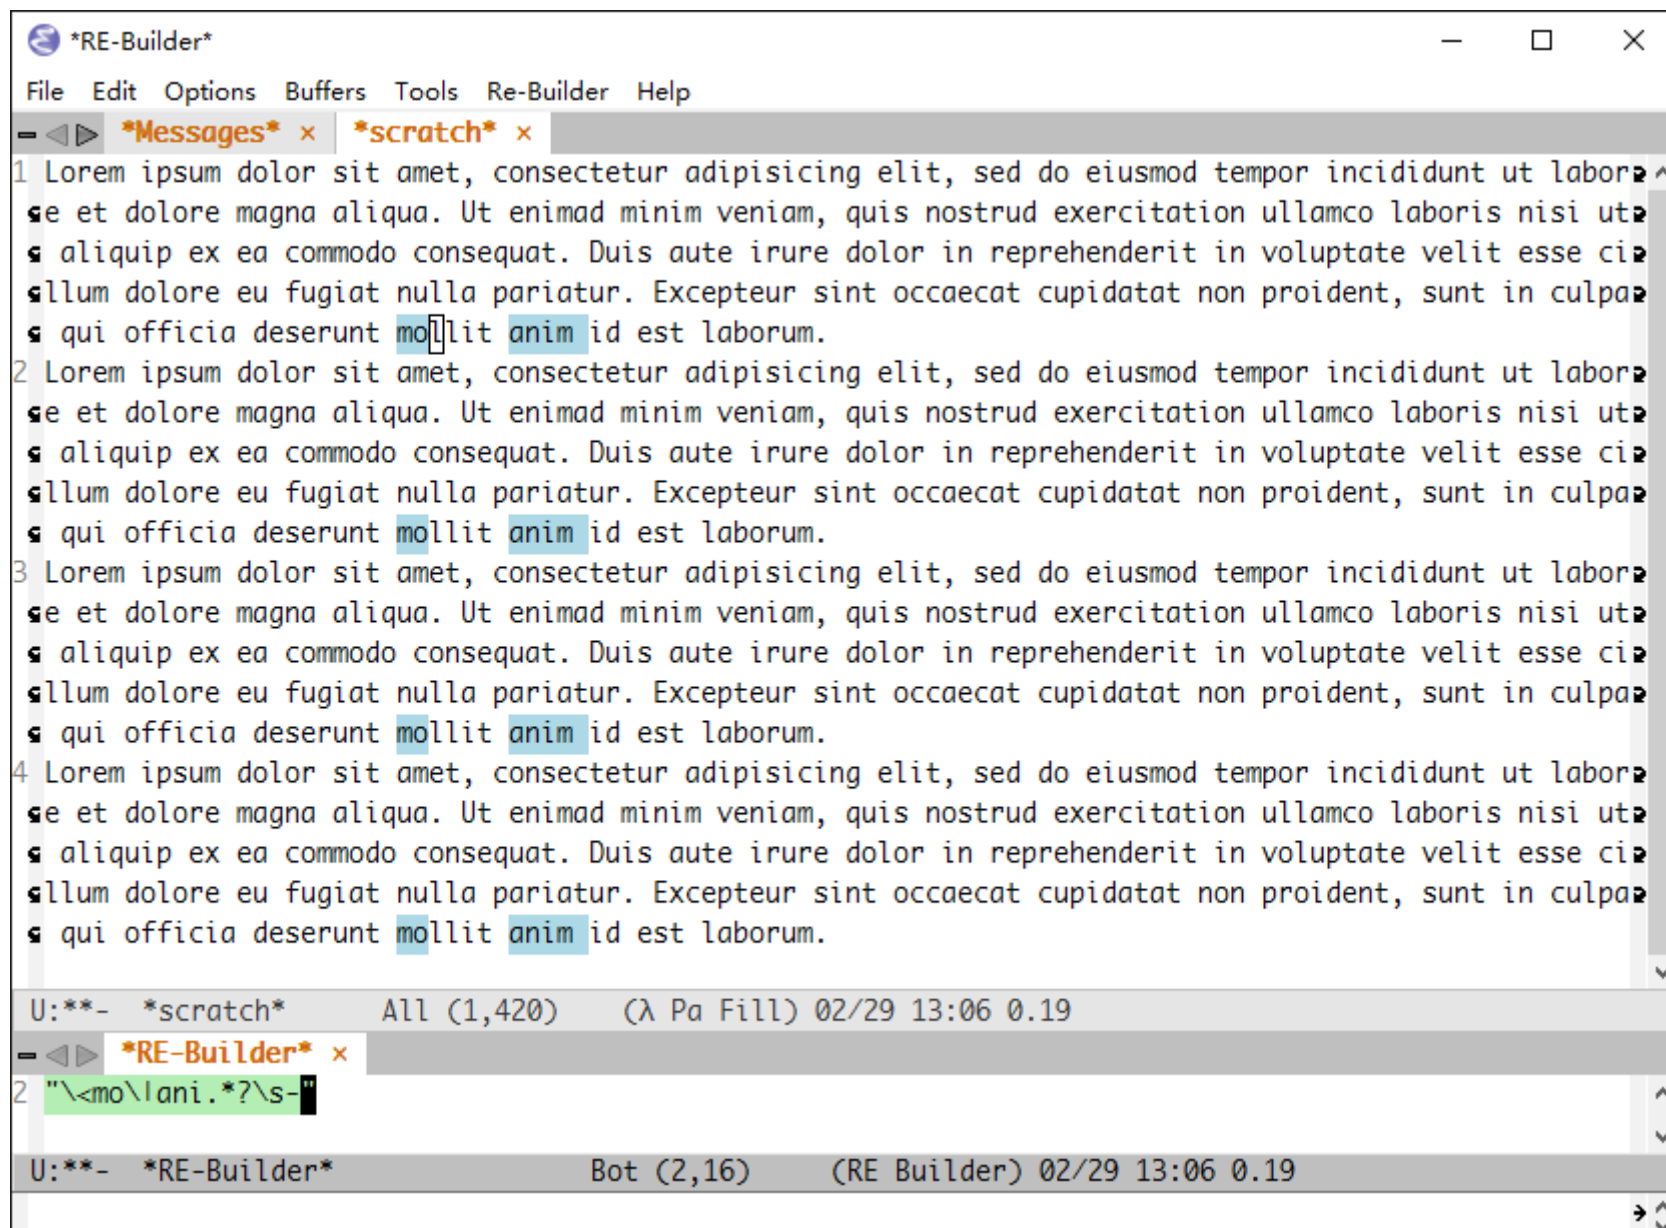 *RE-Builder*
File Edit Options Buffers Tools Re-Builder Help
*Messages* × *scratch* ×
1 Lorem ipsum dolor sit amet, consectetur adipisicing elit, sed do eiusmod tempor incididunt ut labor
e et dolore magna aliqua. Ut enimad minim veniam, quis nostrud exercitation ullamco laboris nisi ut
aliquip ex ea commodo consequat. Duis aute irure dolor in reprehenderit in voluptate velit esse ci
llum dolore eu fugiat nulla pariatur. Excepteur sint occaecat cupidatat non proident, sunt in culpa
qui officia deserunt mollit anim id est laborum.
2 Lorem ipsum dolor sit amet, consectetur adipisicing elit, sed do eiusmod tempor incididunt ut labor
e et dolore magna aliqua. Ut enimad minim veniam, quis nostrud exercitation ullamco laboris nisi ut
aliquip ex ea commodo consequat. Duis aute irure dolor in reprehenderit in voluptate velit esse ci
llum dolore eu fugiat nulla pariatur. Excepteur sint occaecat cupidatat non proident, sunt in culpa
qui officia deserunt mollit anim id est laborum.
3 Lorem ipsum dolor sit amet, consectetur adipisicing elit, sed do eiusmod tempor incididunt ut labor
e et dolore magna aliqua. Ut enimad minim veniam, quis nostrud exercitation ullamco laboris nisi ut
aliquip ex ea commodo consequat. Duis aute irure dolor in reprehenderit in voluptate velit esse ci
llum dolore eu fugiat nulla pariatur. Excepteur sint occaecat cupidatat non proident, sunt in culpa
qui officia deserunt mollit anim id est laborum.
4 Lorem ipsum dolor sit amet, consectetur adipisicing elit, sed do eiusmod tempor incididunt ut labor
e et dolore magna aliqua. Ut enimad minim veniam, quis nostrud exercitation ullamco laboris nisi ut
aliquip ex ea commodo consequat. Duis aute irure dolor in reprehenderit in voluptate velit esse ci
llum dolore eu fugiat nulla pariatur. Excepteur sint occaecat cupidatat non proident, sunt in culpa
qui officia deserunt mollit anim id est laborum.
U:**- *scratch* All (1,420) (λ Pa Fill) 02/29 13:06 0.19
*RE-Builder* ×
2 "\<mo\|ani.*?\s-"
U:**- *RE-Builder* Bot (2,16) (RE Builder) 02/29 13:06 0.19